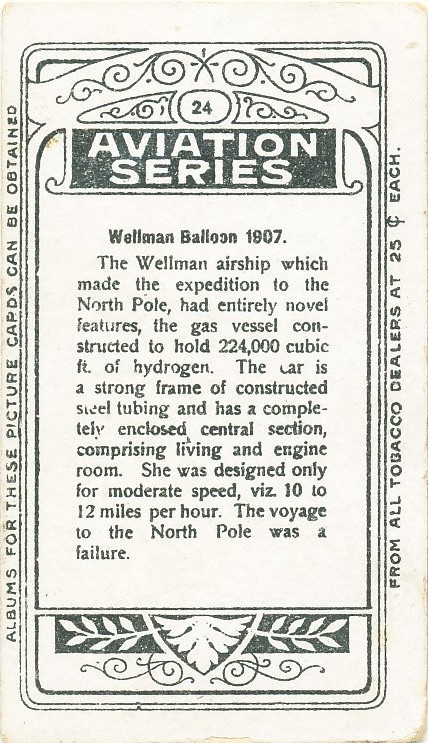 24
AVIATION
SERIES
Wellman Balloon 1907.
The Wellman airship which
made the expedition to the
North Pole, had entirely novel
features, the gas vessel con-
structed to hold 224,000 cubic
ft. of hydrogen. The car is
a strong frame of constructed
steel tubing and has a comple-
tely enclosed central section,
comprising living and engine
room. She was designed only
for moderate speed, viz. 10 to
12 miles per hour. The voyage
to the North Pole was a
failure.
ALBUMS FOR THESE PICTURE CARDS CAN BE OBTAINED
FROM ALL TOBACCO DEALERS AT 25 ¢ EACH.